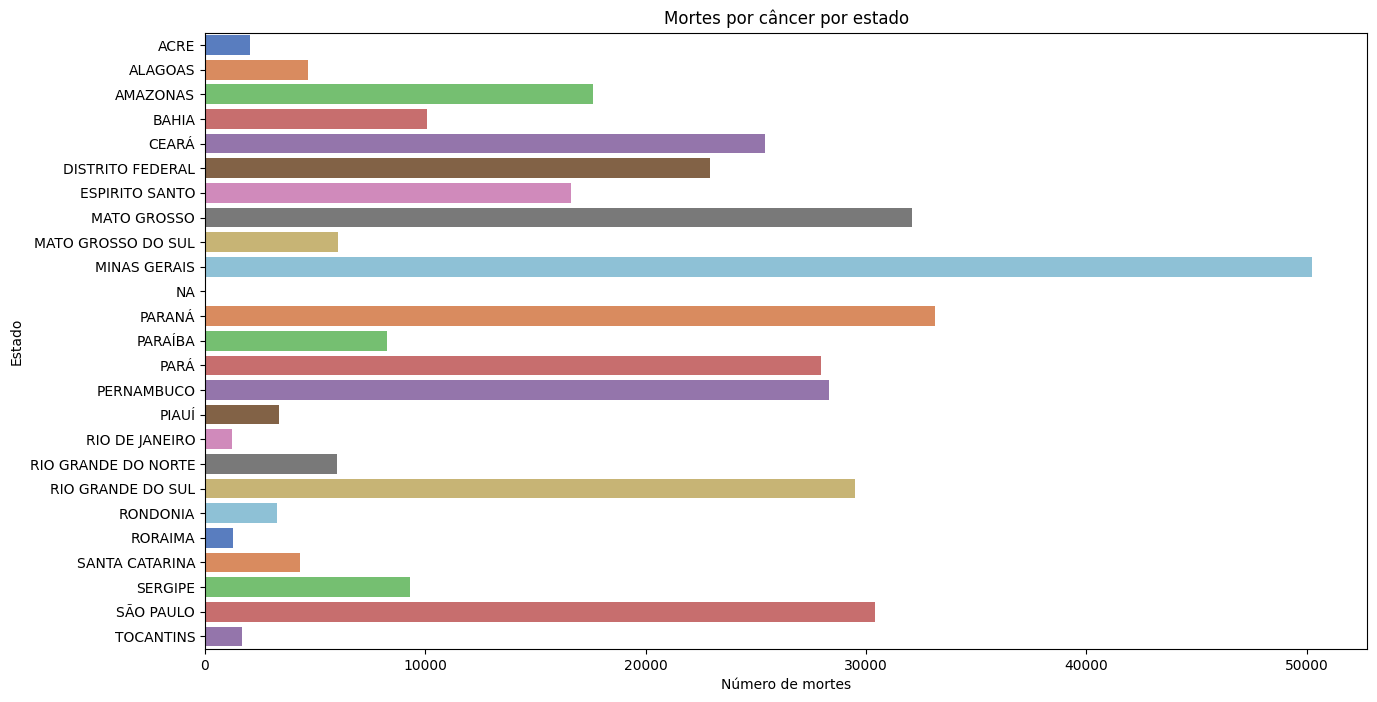 Mortes por câncer por estado
ACRE
ALAGOAS
AMAZONAS
BAHIA
CEARÁ
DISTRITO FEDERAL
ESPIRITO SANTO
MATO GROSSO
MATO GROSSO DO SUL
MINAS GERAIS
NA
PARANÁ
PARAÍBA
PARÁ
PERNAMBUCO
PIAUÍ
RIO DE JANEIRO
RIO GRANDE DO NORTE
RIO GRANDE DO SUL
RONDONIA
RORAIMA
SANTA CATARINA
SERGIPE
SÃO PAULO
TOCANTINS
Estado
0 10000 20000 30000 40000 50000
Número de mortes